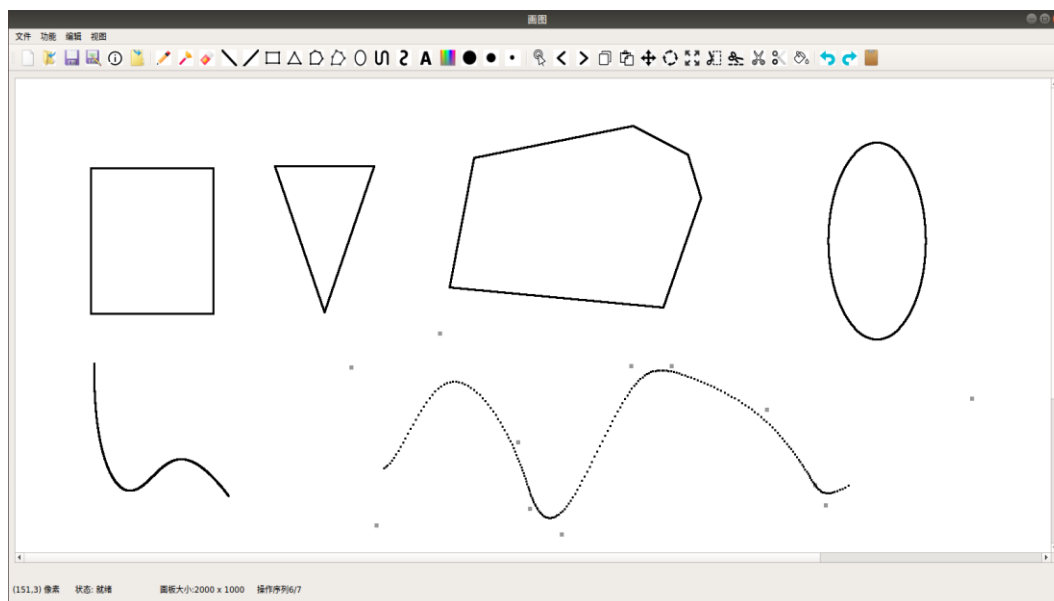 画图
文件 功能 编辑 视图
A
(151,3) 像素 状态: 就绪 画板大小:2000 x 1000 操作序列6/7